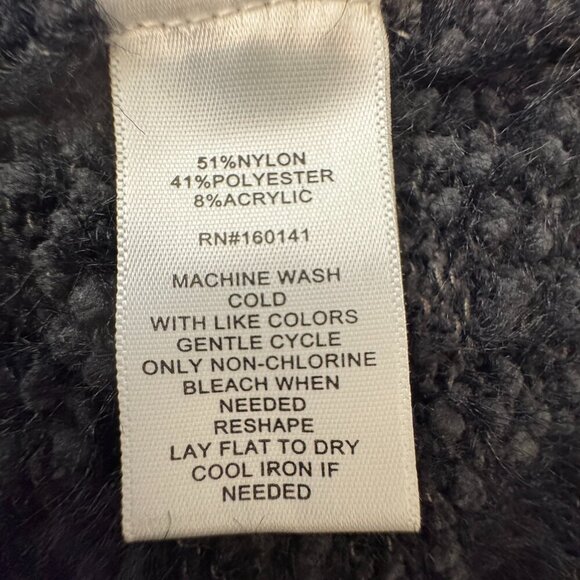 51%NYLON
41%POLYESTER
8%ACRYLIC
RN#160141
MACHINE WASH
COLD
WITH LIKE COLORS
GENTLE CYCLE
ONLY NON-CHLORINE
BLEACH WHEN
NEEDED
RESHAPE
LAY FLAT TO DRY
COOL IRON IF
NEEDED